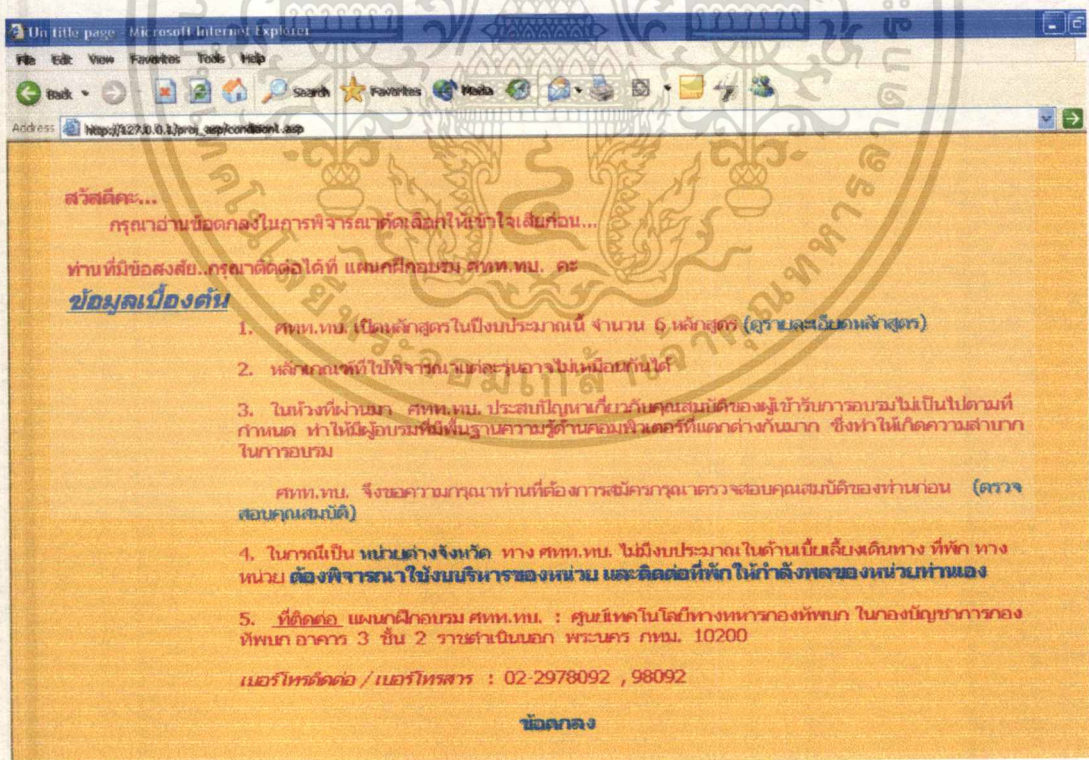 Un title page - Microsoft Internet Explorer
File Edit View Favorites Tools Help
Back Search Favorites Media
Address http://127.0.0.1/proj_asp/condition1.asp
สวัสดีคะ...
กรุณาอ่านข้อตกลงในการพิจารณาคัดเลือกให้เข้าใจเสียก่อน...
ท่านที่มีข้อสงสัย..กรุณาติดต่อได้ที่ แผนกฝึกอบรม ศทท.ทบ. คะ
ข้อมูลเบื้องต้น
1. ศทท.ทบ. เปิดหลักสูตรในปีงบประมาณนี้ จำนวน 6 หลักสูตร (ดูรายละเอียดหลักสูตร)
2. หลักเกณฑ์ที่ใช้พิจารณาแต่ละรุ่นอาจไม่เหมือนกันได้
3. ในห้วงที่ผ่านมา ศทท.ทบ. ประสบปัญหาเกี่ยวกับคุณสมบัติของผู้เข้ารับการอบรมไม่เป็นไปตามที่
กำหนด ทำให้มีผู้อบรมที่มีพื้นฐานความรู้ด้านคอมพิวเตอร์ที่แตกต่างกันมาก ซึ่งทำให้เกิดความลำบาก
ในการอบรม
ศทท.ทบ. จึงขอความกรุณาท่านที่ต้องการสมัครกรุณาตรวจสอบคุณสมบัติของท่านก่อน (ตรวจ
สอบคุณสมบัติ)
4. ในกรณีเป็น หน่วยต่างจังหวัด ทาง ศทท.ทบ. ไม่มีงบประมาณในด้านเบี้ยเลี้ยงเดินทาง ที่พัก ทาง
หน่วย ต้องพิจารณาใช้งบบริหารของหน่วย และติดต่อที่พักให้กำลังพลของหน่วยท่านเอง
5. ที่ติดต่อ แผนกฝึกอบรม ศทท.ทบ. : ศูนย์เทคโนโลยีทางทหารกองทัพบก ในกองบัญชาการกอง
ทัพบก อาคาร 3 ชั้น 2 ราชดำเนินนอก พระนคร กทม. 10200
เบอร์โทรติดต่อ / เบอร์โทรสาร : 02-2978092 , 98092
ข้อตกลง